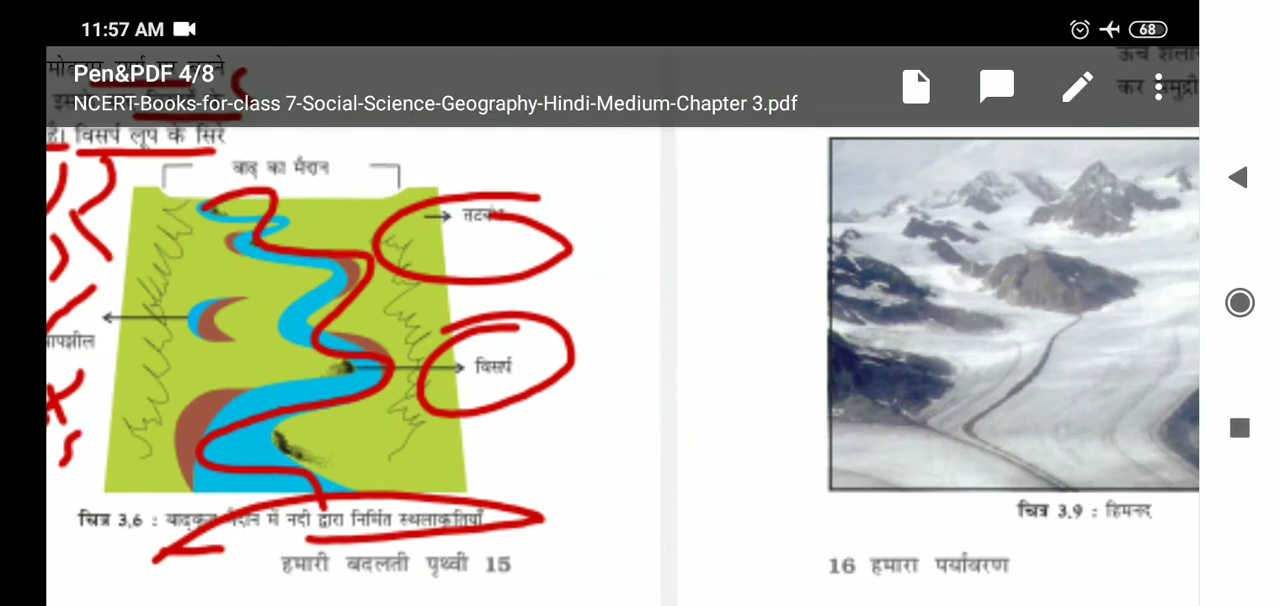 11:57 AM
68
Pen&PDF 4/8
NCERT-Books-for-class 7-Social-Science-Geography-Hindi-Medium-Chapter 3.pdf
कर समुद्री
है। विसर्प लूप के सिरे
बाढ़ का मैदान
तटबंध
विसर्प
चित्र 3.6 : बाढ़कृत मैदान में नदी द्वारा निर्मित स्थलाकृतियाँ
हमारी बदलती पृथ्वी 15
चित्र 3.9 : हिमनद
16 हमारा पर्यावरण